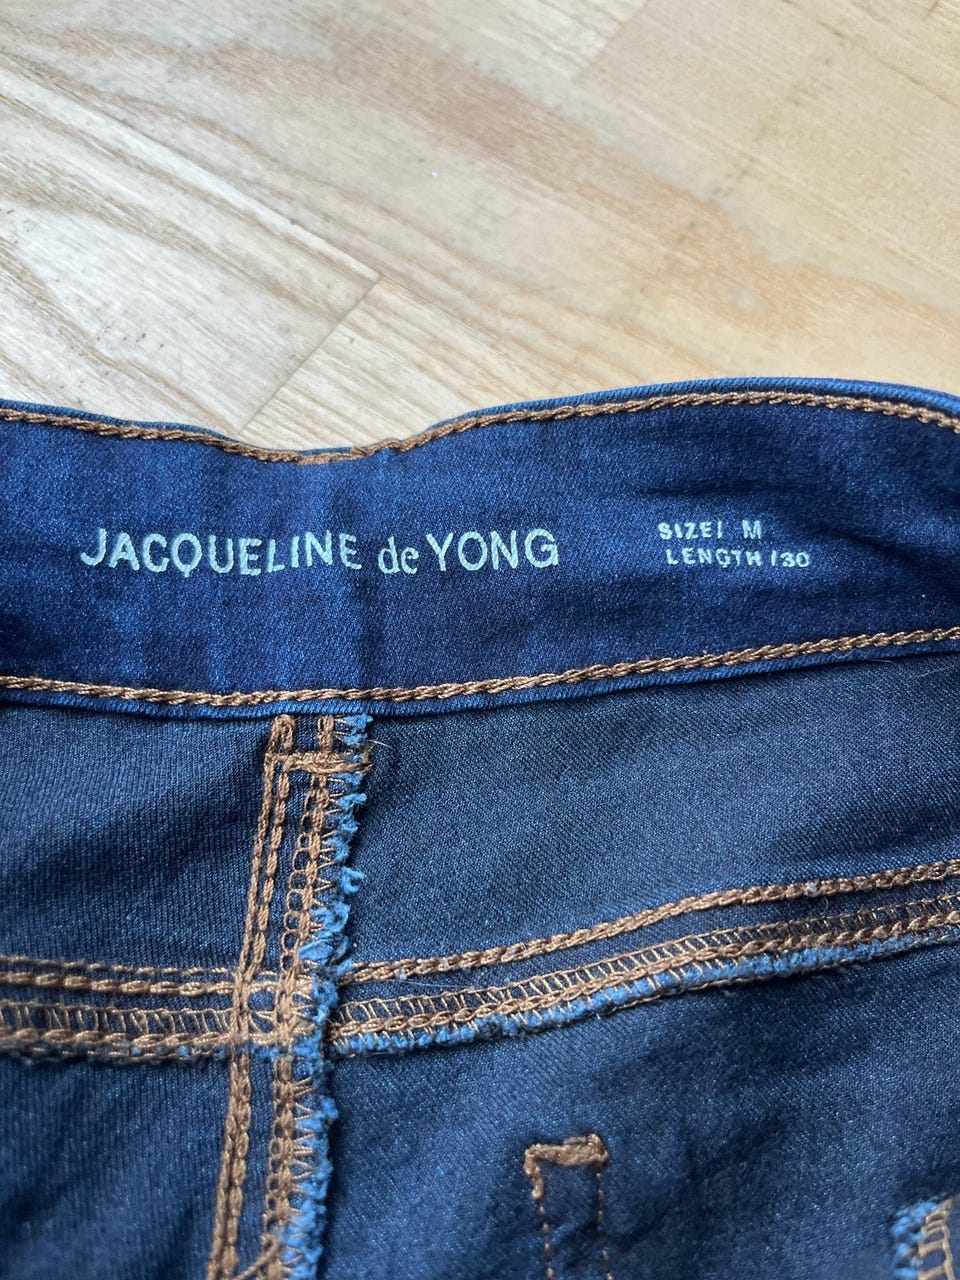 JACQUELINE de YONG
SIZE/ M
LENGTH /30